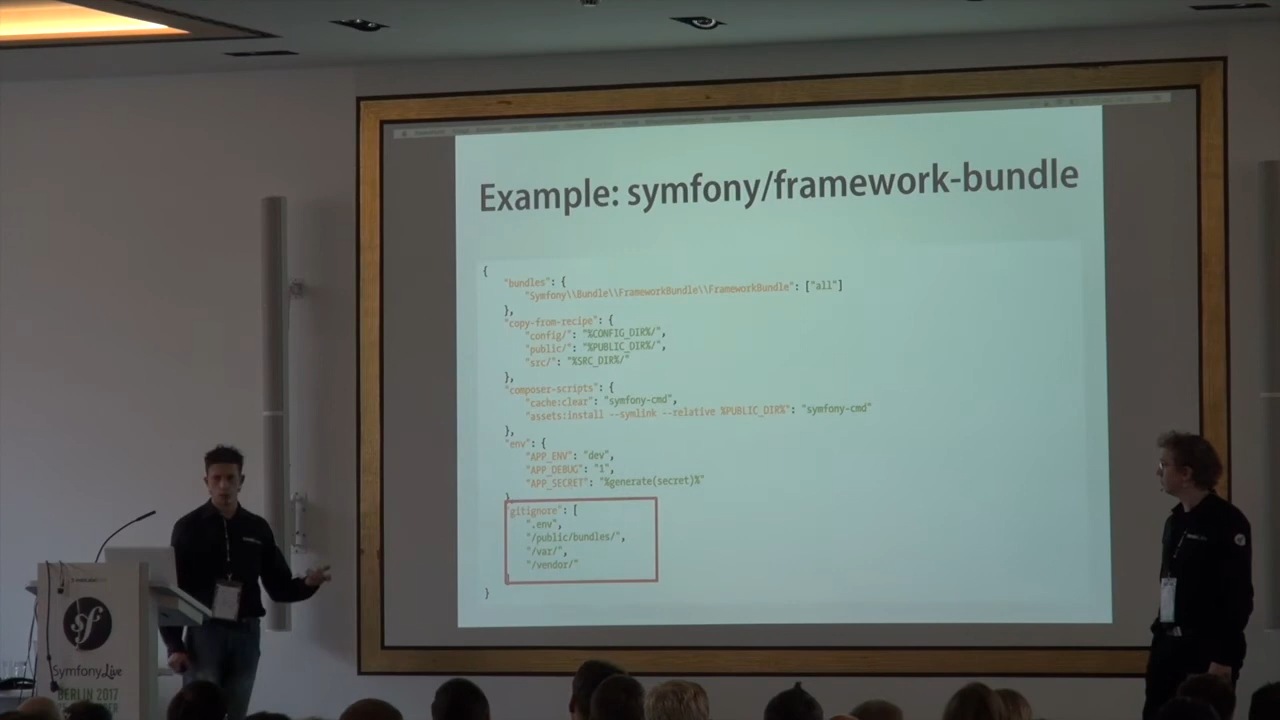 Example: symfony/framework-bundle
{
"bundles": {
"Symfony\\Bundle\\FrameworkBundle\\FrameworkBundle": ["all"]
},
"copy-from-recipe": {
"config/": "%CONFIG_DIR%/",
"public/": "%PUBLIC_DIR%/",
"src/": "%SRC_DIR%/"
},
"composer-scripts": {
"cache:clear": "symfony-cmd",
"assets:install --symlink --relative %PUBLIC_DIR%": "symfony-cmd"
},
"env": {
"APP_ENV": "dev",
"APP_DEBUG": "1",
"APP_SECRET": "%generate(secret)%"
}
"gitignore": [
".env",
"/public/bundles/",
"/var/",
"/vendor/"
]
}
sf
SymfonyLive
BERLIN 2017